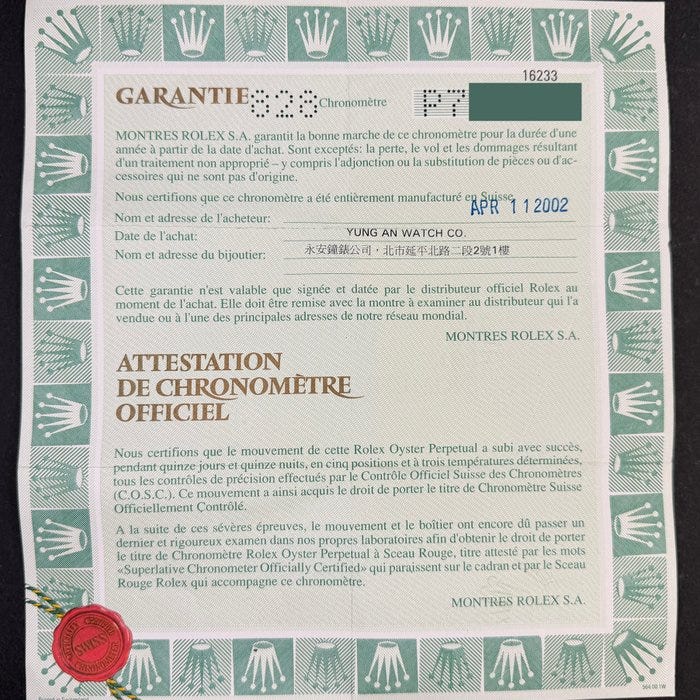 16233
GARANTIE 828 Chronomètre P7
MONTRES ROLEX S.A. garantit la bonne marche de ce chronomètre pour la durée d'une
année à partir de la date d'achat. Sont exceptés: la perte, le vol et les dommages résultant
d'un traitement non approprié – y compris l'adjonction ou la substitution de pièces ou d'ac-
cessoires qui ne sont pas d'origine.
Nous certifions que ce chronomètre a été entièrement manufacturé en Suisse.
APR 11 2002
Nom et adresse de l'acheteur:
Date de l'achat: YUNG AN WATCH CO.
Nom et adresse du bijoutier: 永安鐘錶公司，北市延平北路二段2號1樓
Cette garantie n'est valable que signée et datée par le distributeur officiel Rolex au
moment de l'achat. Elle doit être remise avec la montre à examiner au distributeur qui l'a
vendue ou à l'une des principales adresses de notre réseau mondial.
MONTRES ROLEX S.A.
ATTESTATION
DE CHRONOMÈTRE
OFFICIEL
Nous certifions que le mouvement de cette Rolex Oyster Perpetual a subi avec succès,
pendant quinze jours et quinze nuits, en cinq positions et à trois températures déterminées,
tous les contrôles de précision effectués par le Contrôle Officiel Suisse des Chronomètres
(C.O.S.C.). Ce mouvement a ainsi acquis le droit de porter le titre de Chronomètre Suisse
Officiellement Contrôlé.
A la suite de ces sévères épreuves, le mouvement et le boîtier ont encore dû passer un
dernier et rigoureux examen dans nos propres laboratoires afin d'obtenir le droit de porter
le titre de Chronomètre Rolex Oyster Perpetual à Sceau Rouge, titre attesté par les mots
«Superlative Chronometer Officially Certified» qui paraissent sur le cadran et par le Sceau
Rouge Rolex qui accompagne ce chronomètre.
MONTRES ROLEX S.A.
SWISS
564.00.1W